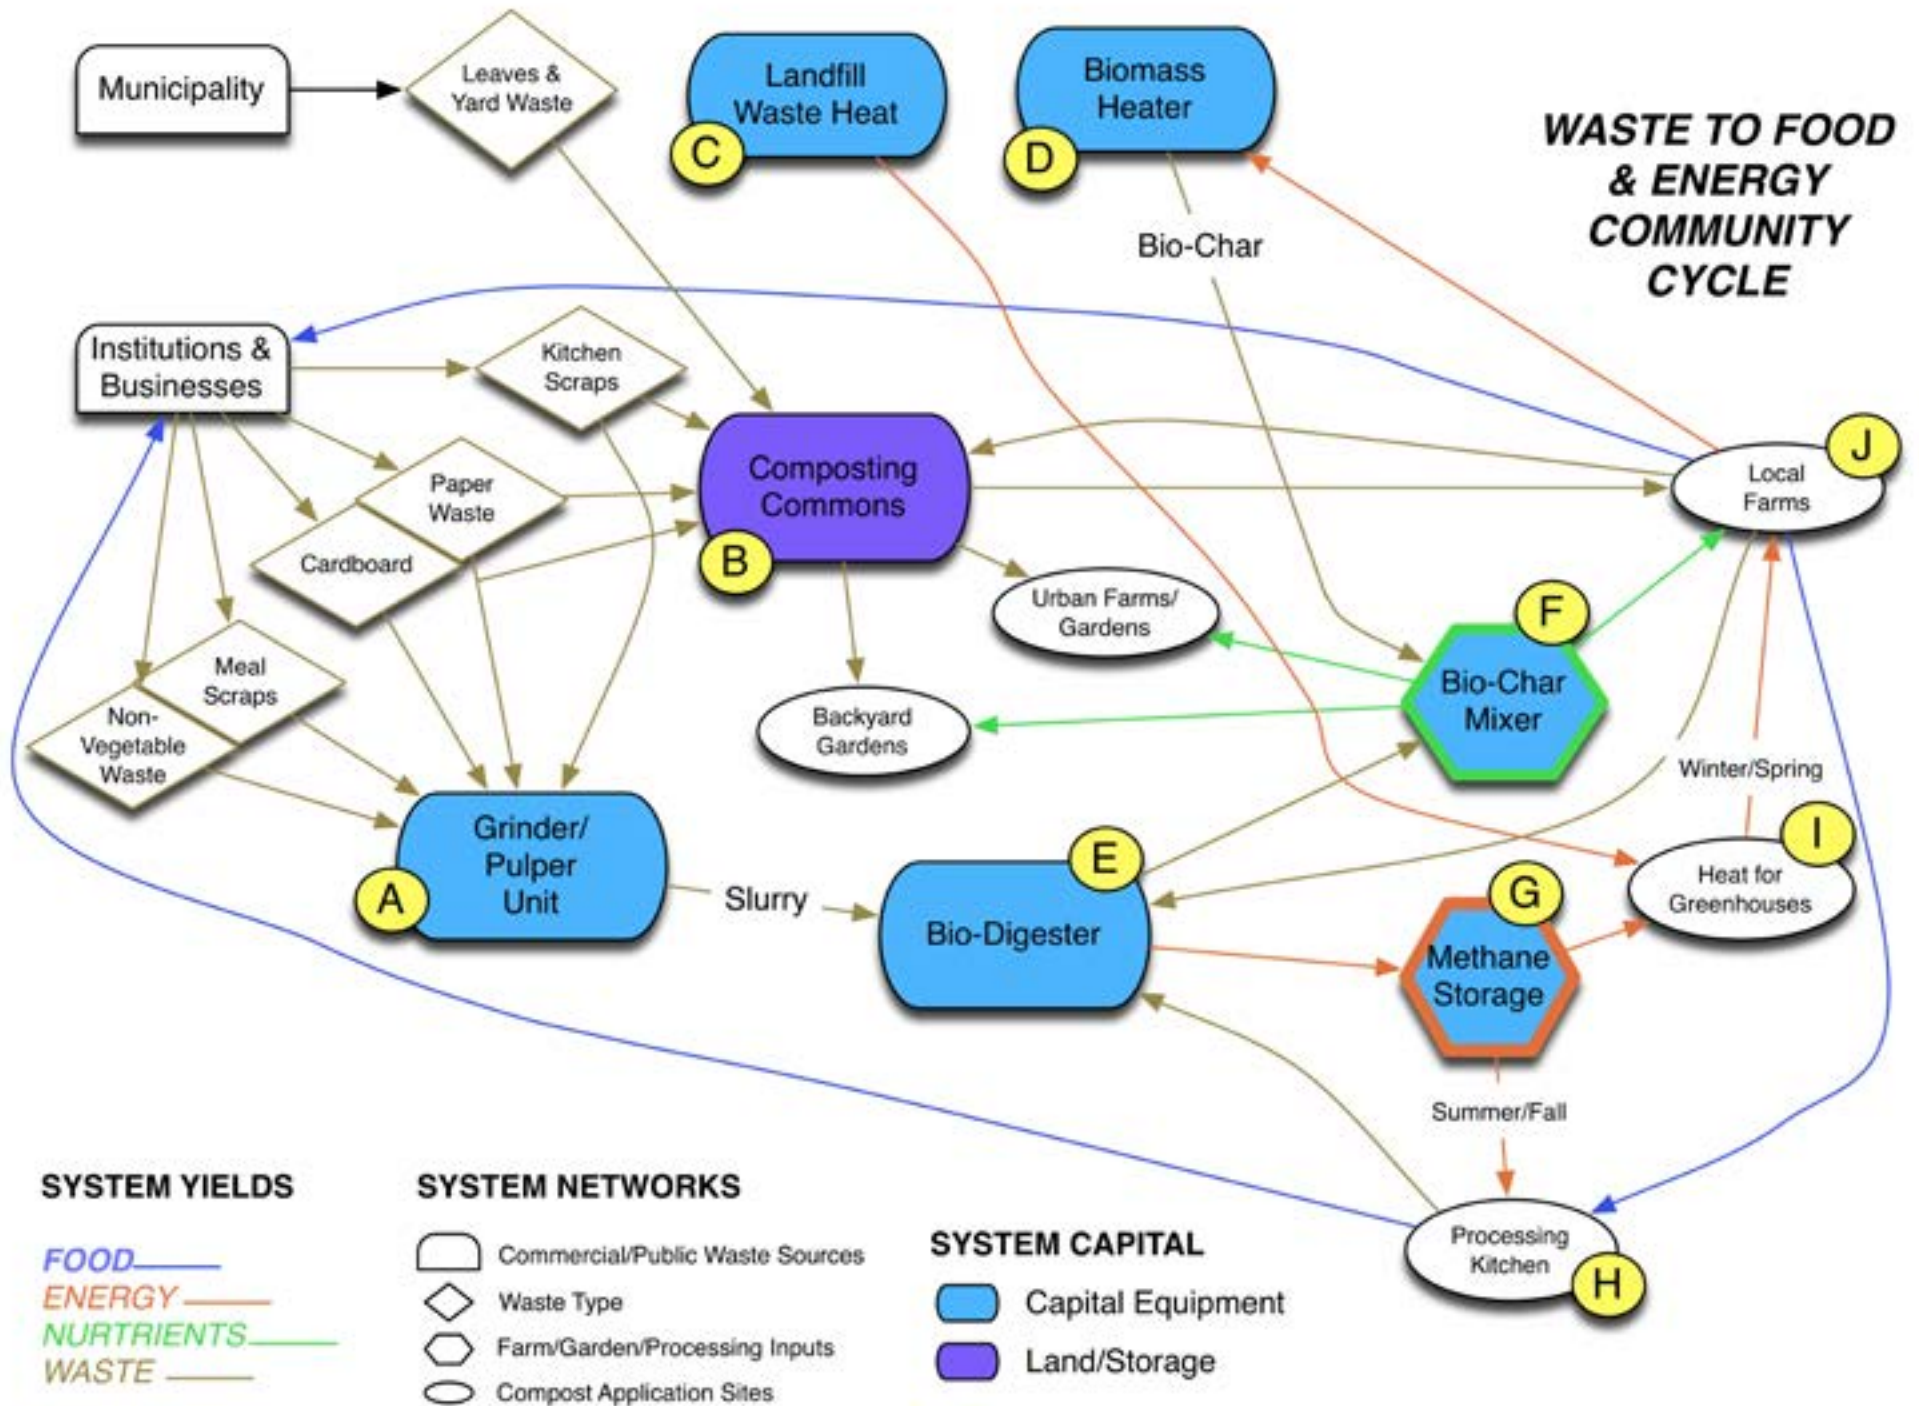 Municipality
Leaves &
Yard Waste
Landfill
Waste Heat
C
Biomass
Heater
D
WASTE TO FOOD
& ENERGY
COMMUNITY
CYCLE
Bio-Char
Institutions &
Businesses
Kitchen
Scraps
Paper
Waste
Cardboard
Composting
Commons
B
Local
Farms
J
Urban Farms/
Gardens
F
Bio-Char
Mixer
Meal
Scraps
Non-
Vegetable
Waste
Backyard
Gardens
Winter/Spring
Grinder/
Pulper
Unit
A
Slurry
E
Bio-Digester
G
Methane
Storage
I
Heat for
Greenhouses
Summer/Fall
Processing
Kitchen
H
SYSTEM YIELDS
FOOD
ENERGY
NURTRIENTS
WASTE
SYSTEM NETWORKS
Commercial/Public Waste Sources
Waste Type
Farm/Garden/Processing Inputs
Compost Application Sites
SYSTEM CAPITAL
Capital Equipment
Land/Storage